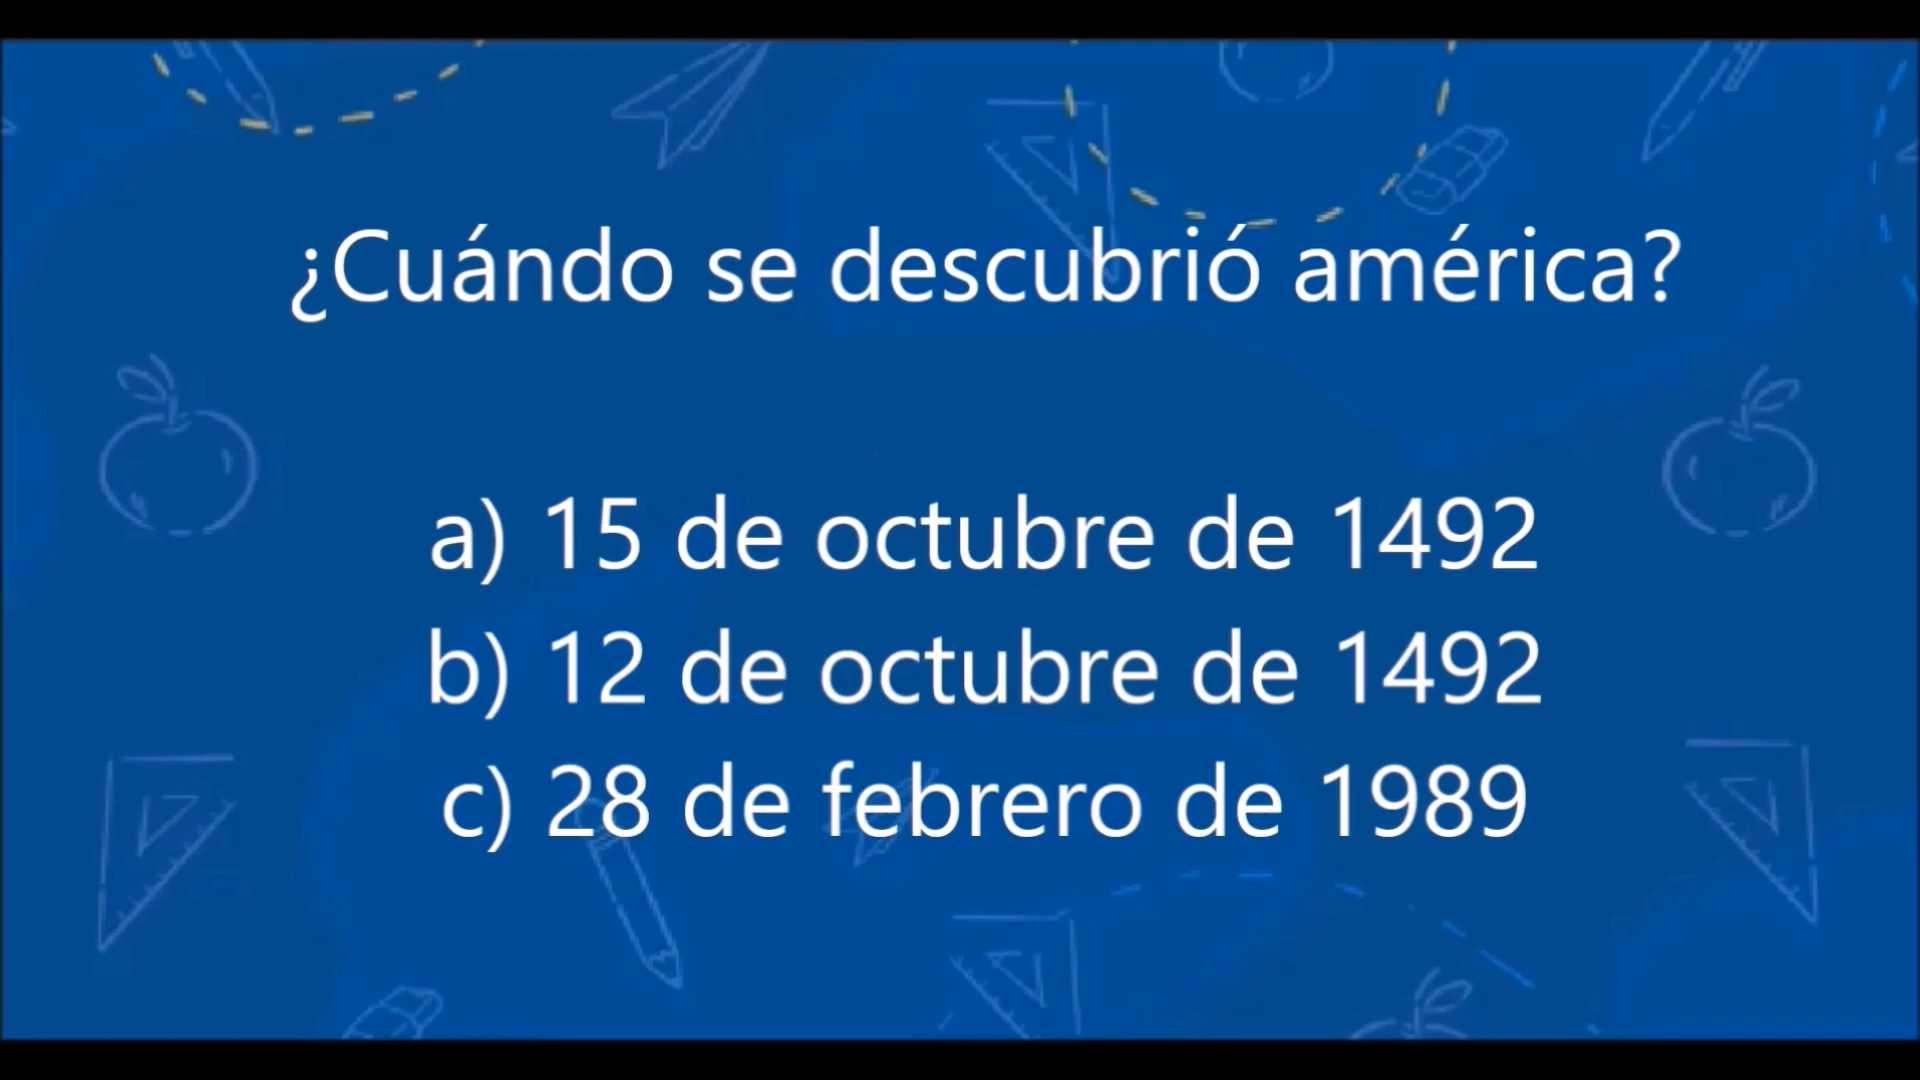 ¿Cuándo se descubrió américa?
a) 15 de octubre de 1492
b) 12 de octubre de 1492
c) 28 de febrero de 1989